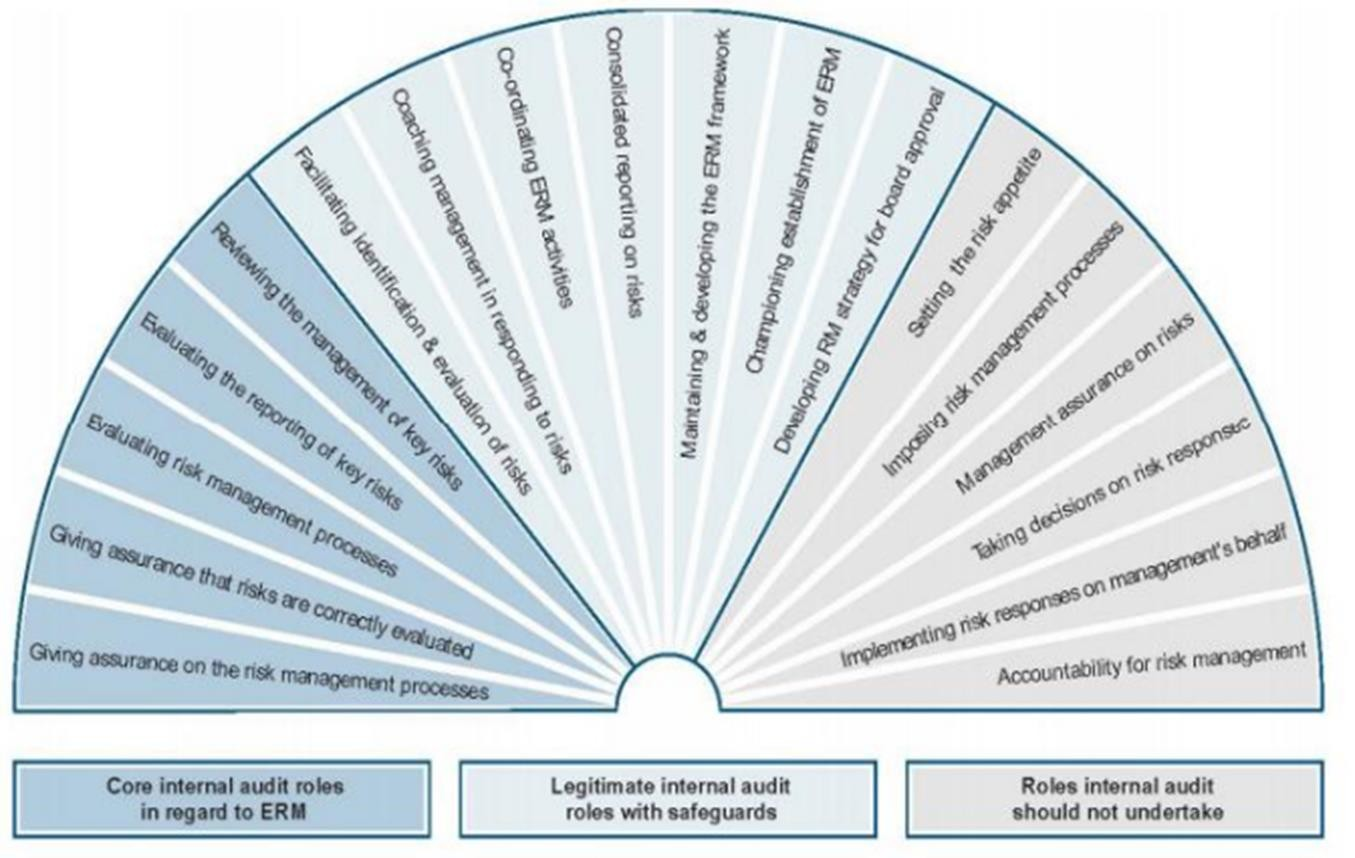 Giving assurance on the risk management processes
Giving assurance that risks are correctly evaluated
Evaluating risk management processes
Evaluating the reporting of key risks
Reviewing the management of key risks
Facilitating identification & evaluation of risks
Coaching management in responding to risks
Co-ordinating ERM activities
Consolidated reporting on risks
Maintaining & developing the ERM framework
Championing establishment of ERM
Developing RM strategy for board approval
Setting the risk appetite
Imposing risk management processes
Management assurance on risks
Taking decisions on risk responses
Implementing risk responses on management's behalf
Accountability for risk management
Core internal audit roles
in regard to ERM
Legitimate internal audit
roles with safeguards
Roles internal audit
should not undertake